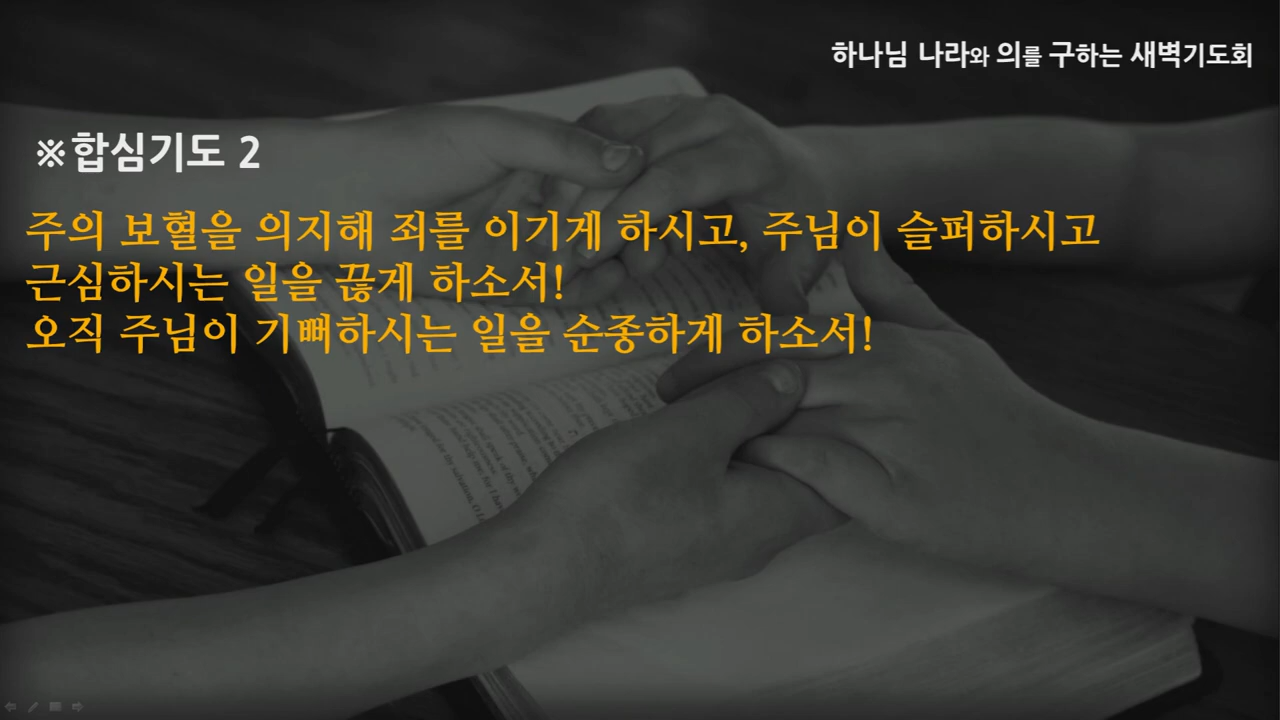 하나님 나라와 의를 구하는 새벽기도회
※합심기도 2
주의 보혈을 의지해 죄를 이기게 하시고, 주님이 슬퍼하시고
근심하시는 일을 끊게 하소서!
오직 주님이 기뻐하시는 일을 순종하게 하소서!